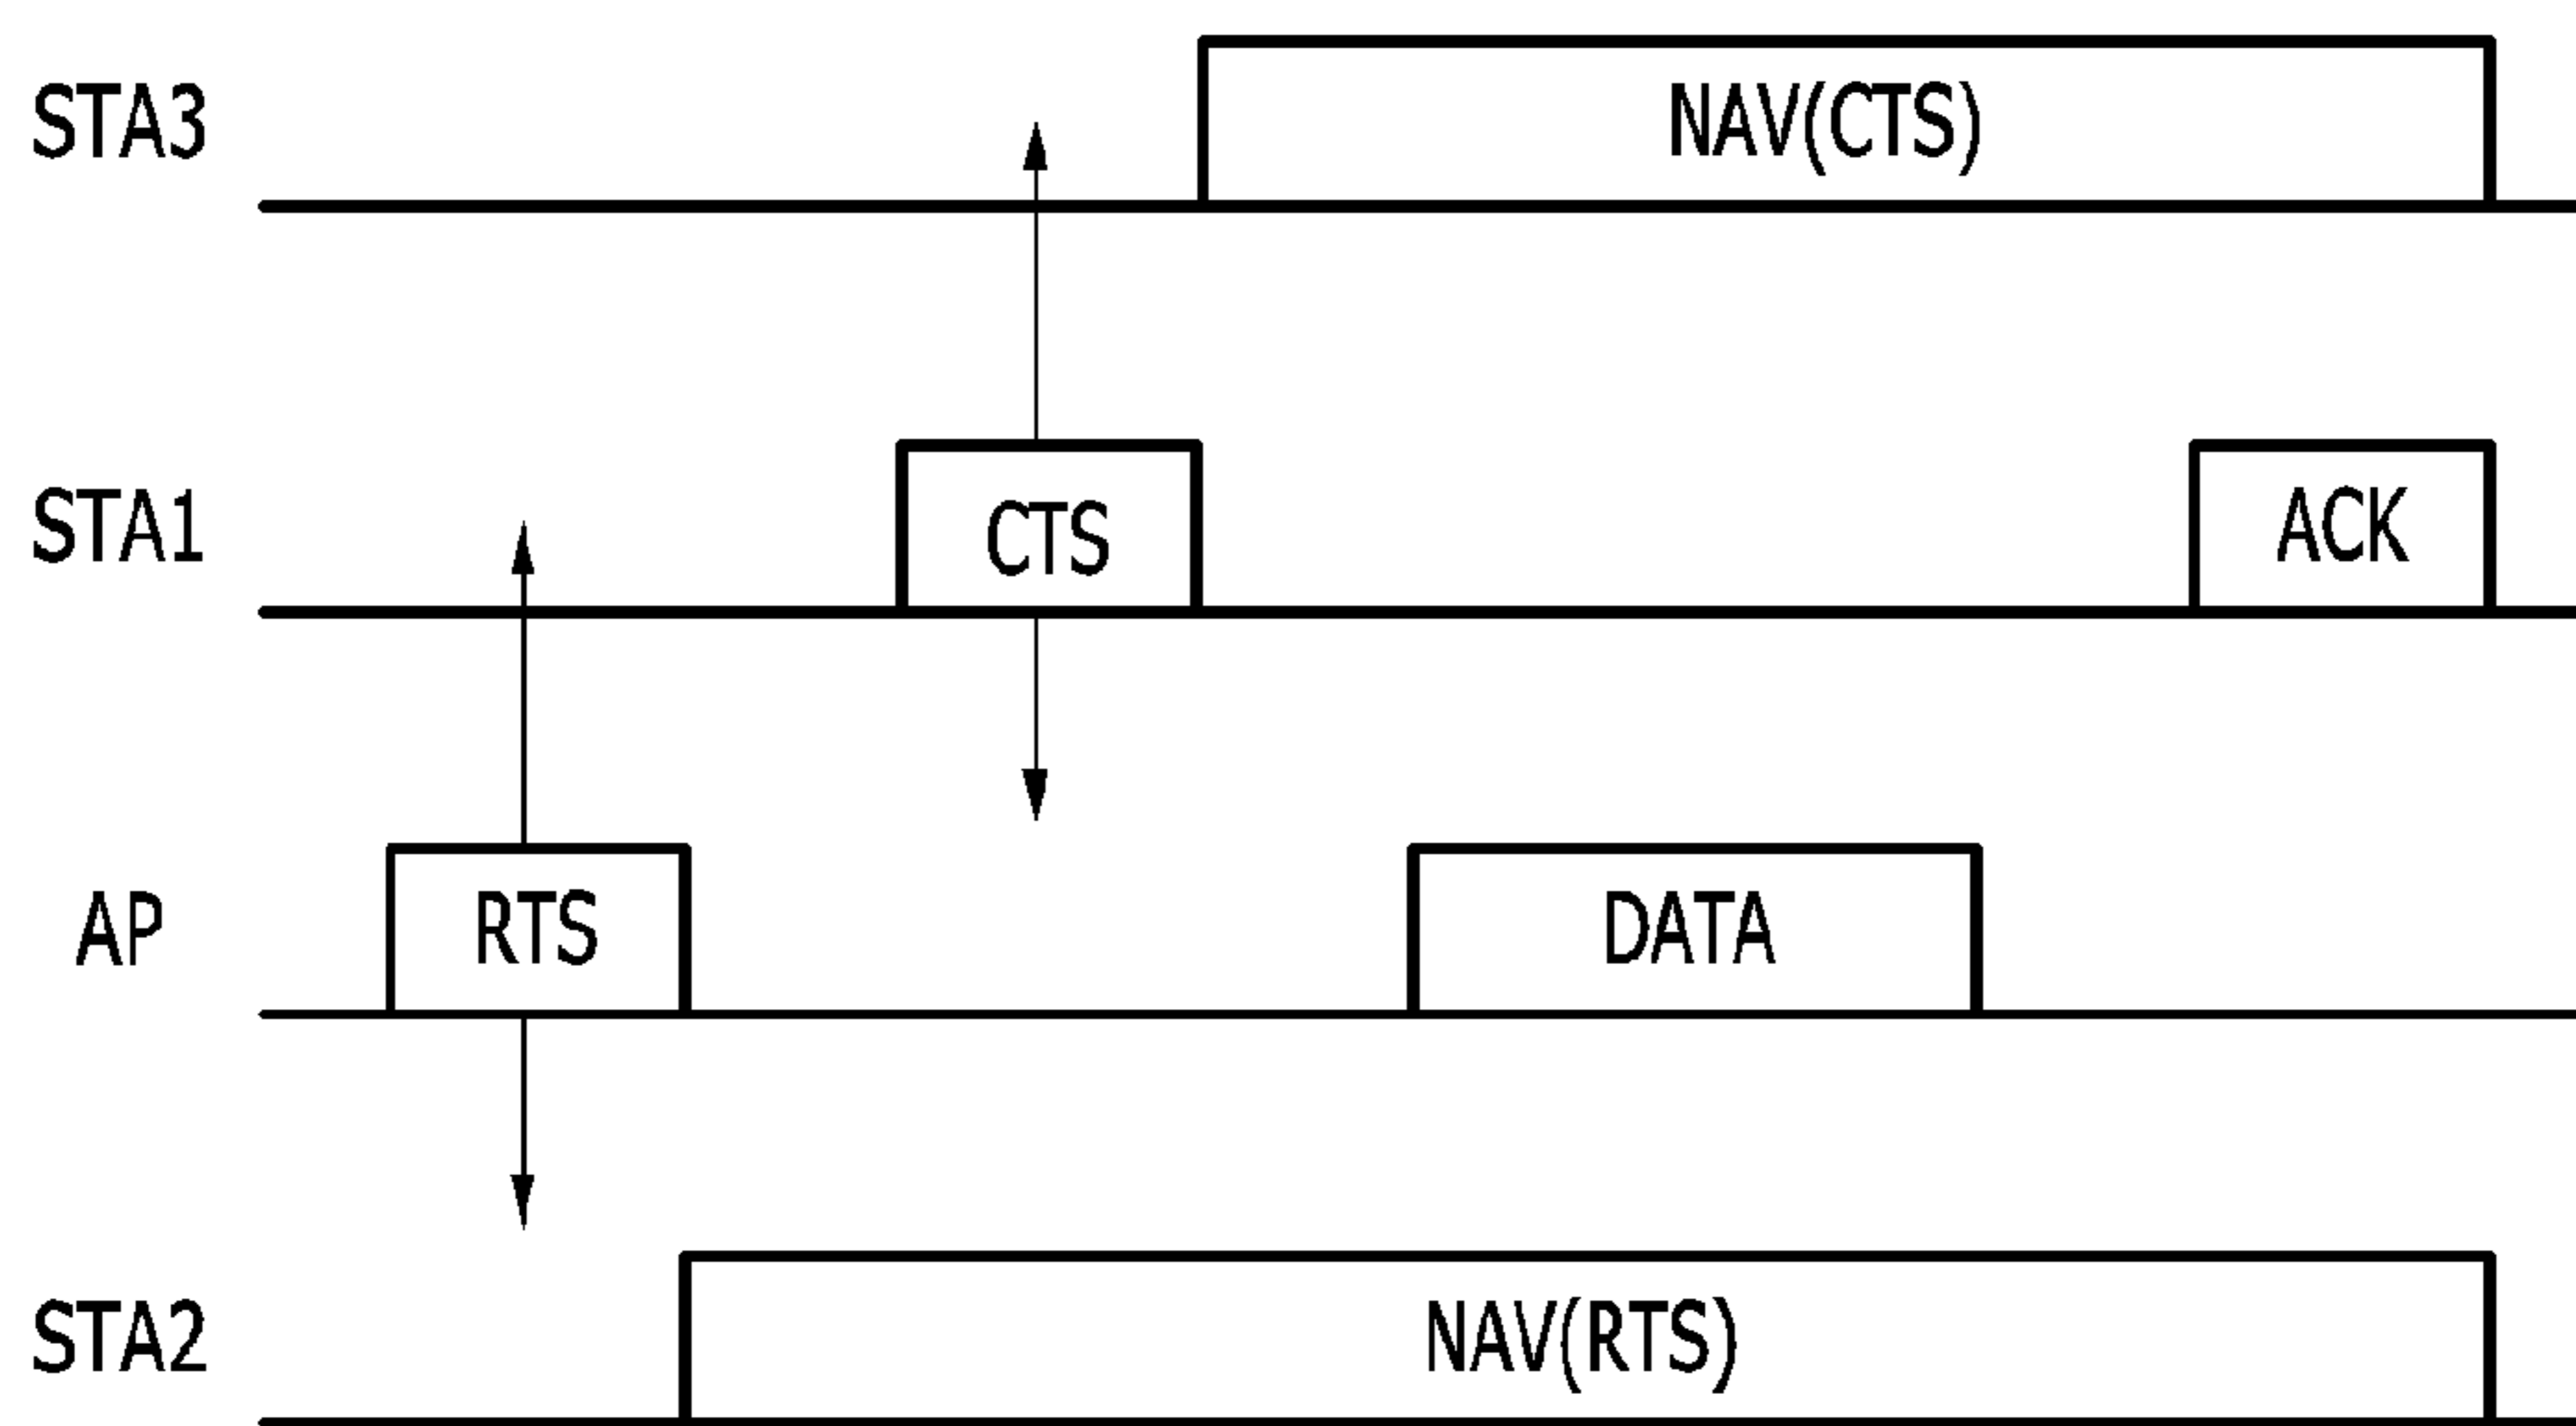 STA3
NAV(CTS)
STA1
CTS
ACK
AP
RTS
DATA
STA2
NAV(RTS)